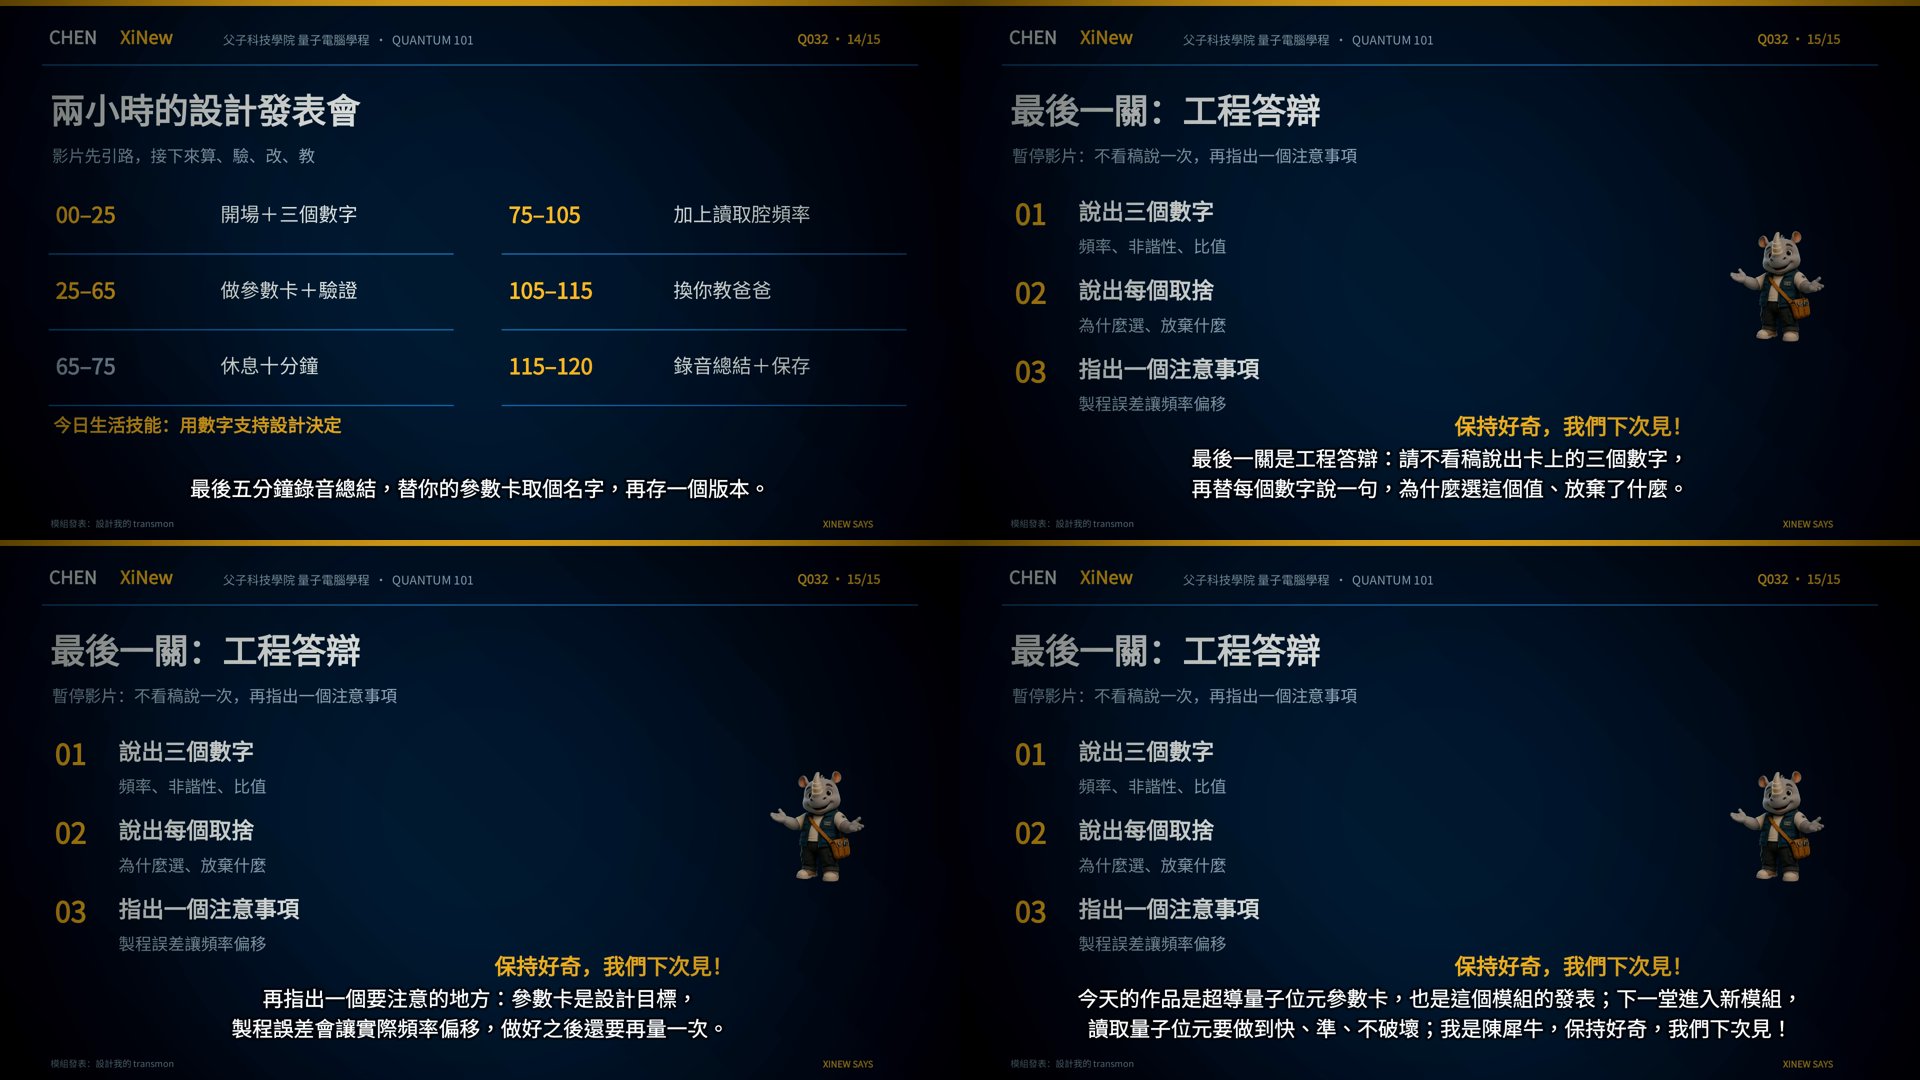 CHEN XiNew 父子科技學院 量子電腦學程 · QUANTUM 101 Q032 · 14/15
兩小時的設計發表會
影片先引路，接下來算、驗、改、教
00–25 開場＋三個數字
25–65 做參數卡＋驗證
65–75 休息十分鐘
75–105 加上讀取腔頻率
105–115 換你教爸爸
115–120 錄音總結＋保存
今日生活技能：用數字支持設計決定
最後五分鐘錄音總結，替你的參數卡取個名字，再存一個版本。
模組發表：設計我的 transmon XINEW SAYS
CHEN XiNew 父子科技學院 量子電腦學程 · QUANTUM 101 Q032 · 15/15
最後一關：工程答辯
暫停影片：不看稿說一次，再指出一個注意事項
01 說出三個數字
頻率、非諧性、比值
02 說出每個取捨
為什麼選、放棄什麼
03 指出一個注意事項
製程誤差讓頻率偏移
保持好奇，我們下次見！
最後一關是工程答辯：請不看稿說出卡上的三個數字，
再替每個數字說一句，為什麼選這個值、放棄了什麼。
模組發表：設計我的 transmon XINEW SAYS
CHEN XiNew 父子科技學院 量子電腦學程 · QUANTUM 101 Q032 · 15/15
最後一關：工程答辯
暫停影片：不看稿說一次，再指出一個注意事項
01 說出三個數字
頻率、非諧性、比值
02 說出每個取捨
為什麼選、放棄什麼
03 指出一個注意事項
製程誤差讓頻率偏移
保持好奇，我們下次見！
再指出一個要注意的地方：參數卡是設計目標，
製程誤差會讓實際頻率偏移，做好之後還要再量一次。
模組發表：設計我的 transmon XINEW SAYS
CHEN XiNew 父子科技學院 量子電腦學程 · QUANTUM 101 Q032 · 15/15
最後一關：工程答辯
暫停影片：不看稿說一次，再指出一個注意事項
01 說出三個數字
頻率、非諧性、比值
02 說出每個取捨
為什麼選、放棄什麼
03 指出一個注意事項
製程誤差讓頻率偏移
保持好奇，我們下次見！
今天的作品是超導量子位元參數卡，也是這個模組的發表；下一堂進入新模組，
讀取量子位元要做到快、準、不破壞；我是陳犀牛，保持好奇，我們下次見！
模組發表：設計我的 transmon XINEW SAYS